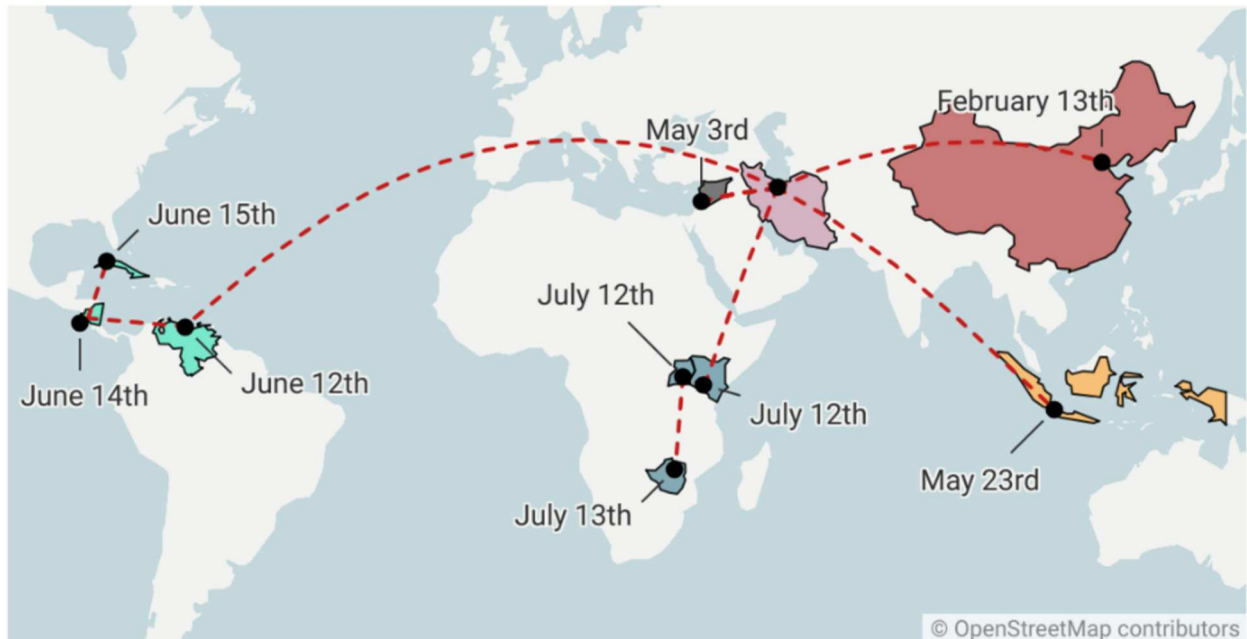 February 13th
May 3rd
June 15th
July 12th
June 12th
June 14th
July 12th
May 23rd
July 13th
© OpenStreetMap contributors